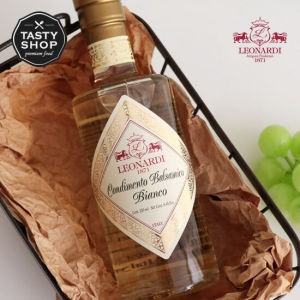 TASTY
SHOP
premium food
LEONARDI
1871
L
LEONARDI
1871
Condimento Balsamico
Bianco